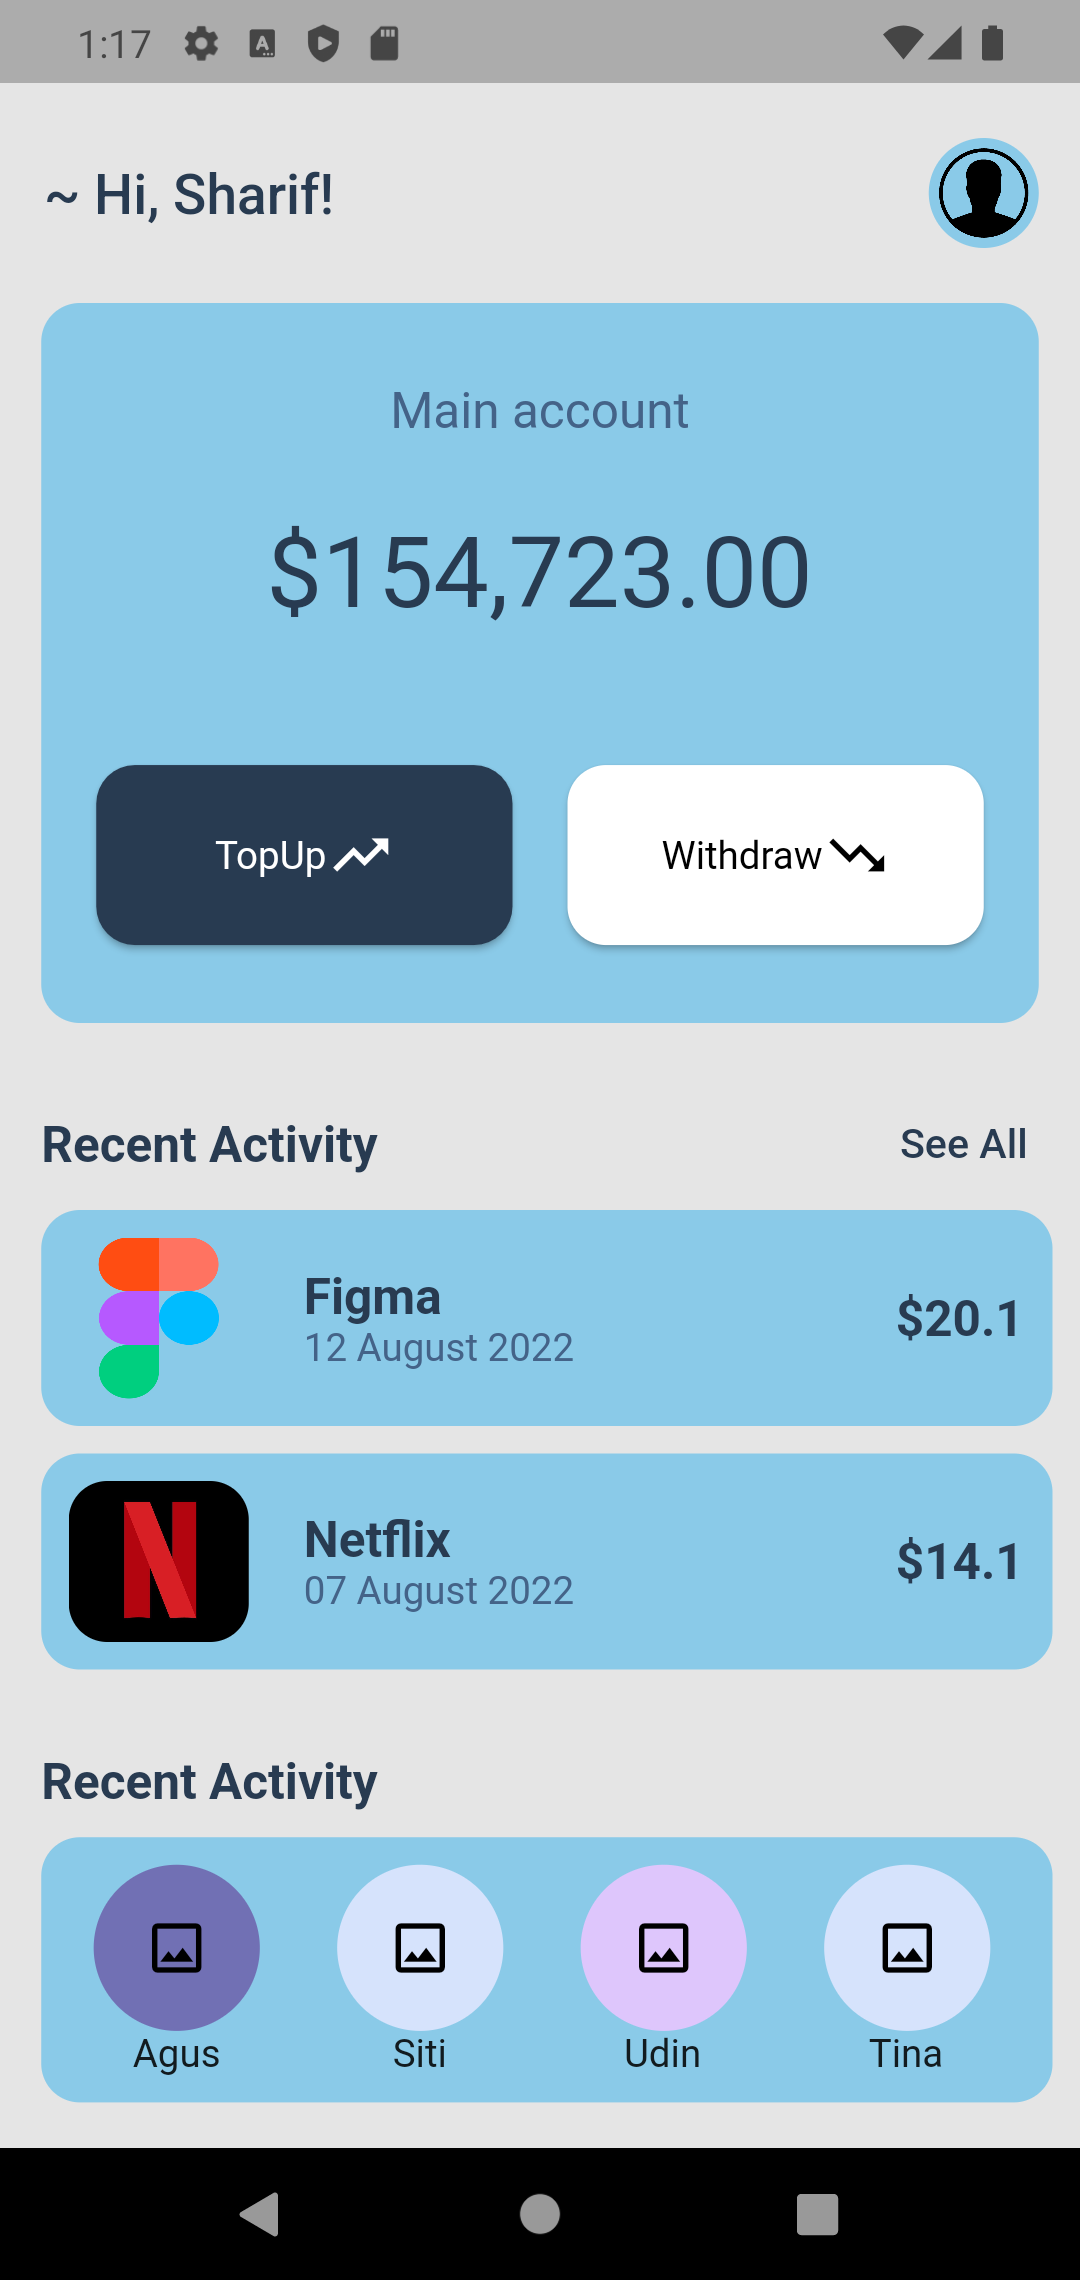 1:17
~ Hi, Sharif!
Main account
$154,723.00
TopUp
Withdraw
Recent Activity
See All
Figma
12 August 2022
$20.1
N
Netflix
07 August 2022
$14.1
Recent Activity
Agus
Siti
Udin
Tina